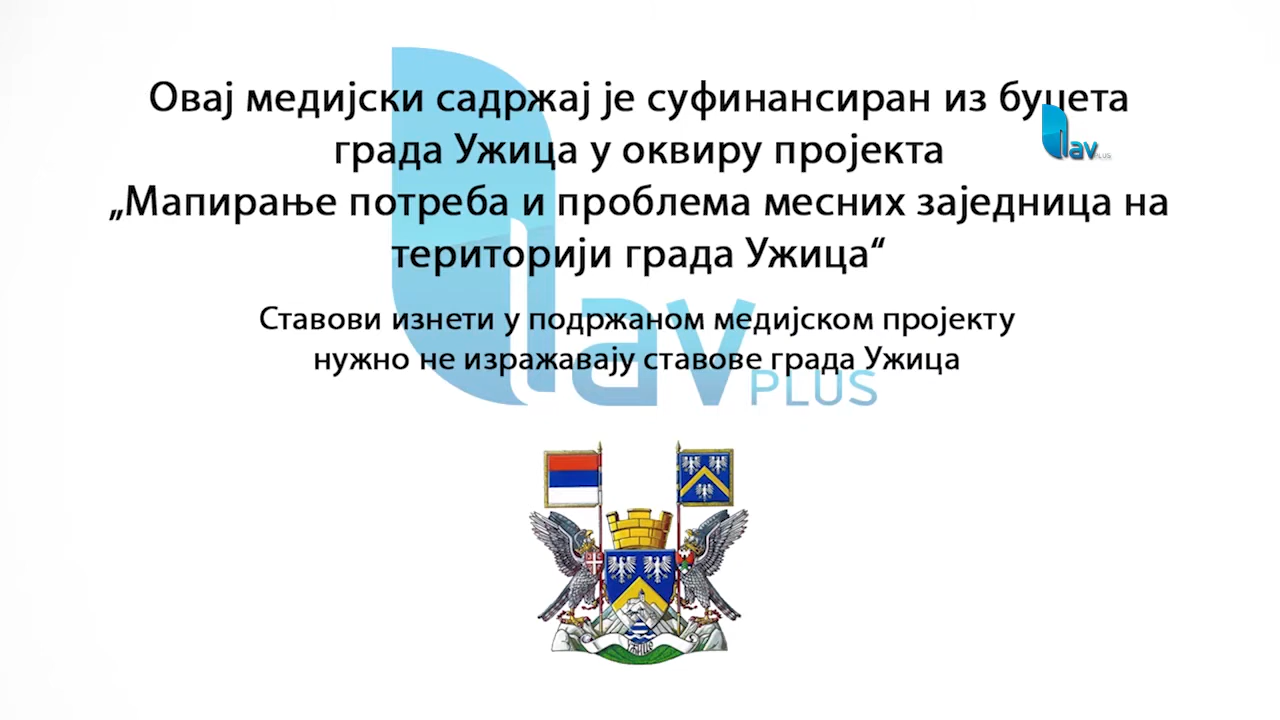 Овај медијски садржај је суфинансиран из буџета
града Ужица у оквиру пројекта
„Мапирање потреба и проблема месних заједница на
територији града Ужица“
Ставови изнети у подржаном медијском пројекту
нужно не изражавају ставове града Ужица
lav PLUS
lav PLUS